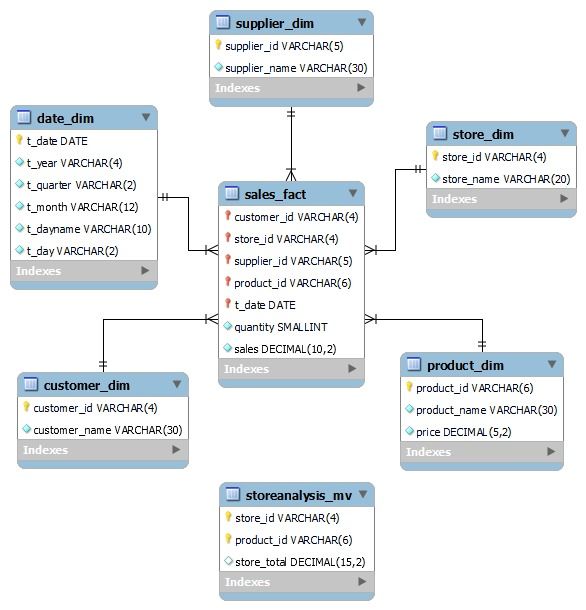 supplier_dim
supplier_id VARCHAR(5)
supplier_name VARCHAR(30)
Indexes
date_dim
t_date DATE
t_year VARCHAR(4)
t_quarter VARCHAR(2)
t_month VARCHAR(12)
t_dayname VARCHAR(10)
t_day VARCHAR(2)
Indexes
store_dim
store_id VARCHAR(4)
store_name VARCHAR(20)
Indexes
sales_fact
customer_id VARCHAR(4)
store_id VARCHAR(4)
supplier_id VARCHAR(5)
product_id VARCHAR(6)
t_date DATE
quantity SMALLINT
sales DECIMAL(10,2)
Indexes
customer_dim
customer_id VARCHAR(4)
customer_name VARCHAR(30)
Indexes
product_dim
product_id VARCHAR(6)
product_name VARCHAR(30)
price DECIMAL(5,2)
Indexes
storeanalysis_mv
store_id VARCHAR(4)
product_id VARCHAR(6)
store_total DECIMAL(15,2)
Indexes